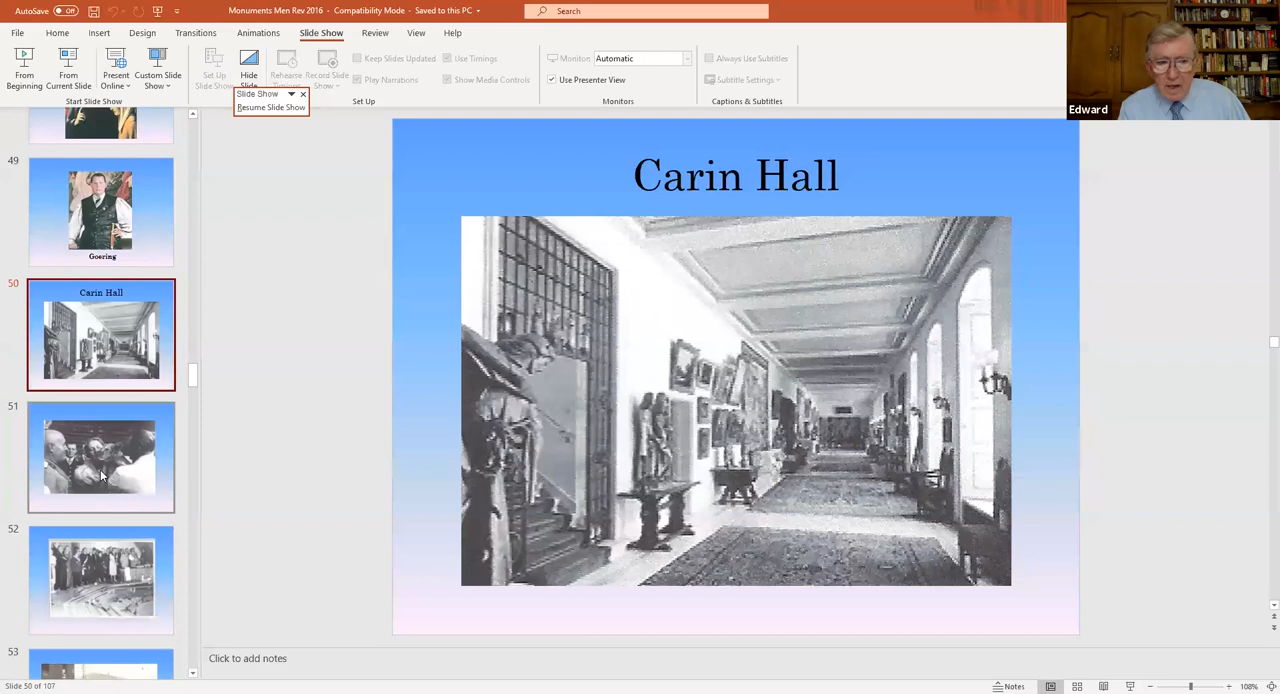 AutoSave Off
Monuments Men Rev 2016 - Compatibility Mode - Saved to this PC
Search
File Home Insert Design Transitions Animations Slide Show Review View Help
From Beginning
From Current Slide
Present Online
Custom Slide Show
Start Slide Show
Set Up Slide Show
Hide Slide
Rehearse Timings
Record Slide Show
Keep Slides Updated
Play Narrations
Use Timings
Show Media Controls
Set Up
Monitor: Automatic
Use Presenter View
Monitors
Always Use Subtitles
Subtitle Settings
Captions & Subtitles
Slide Show
Resume Slide Show
Edward
49
Goering
50
Carin Hall
51
52
53
Carin Hall
Click to add notes
Slide 50 of 107
Notes
108%